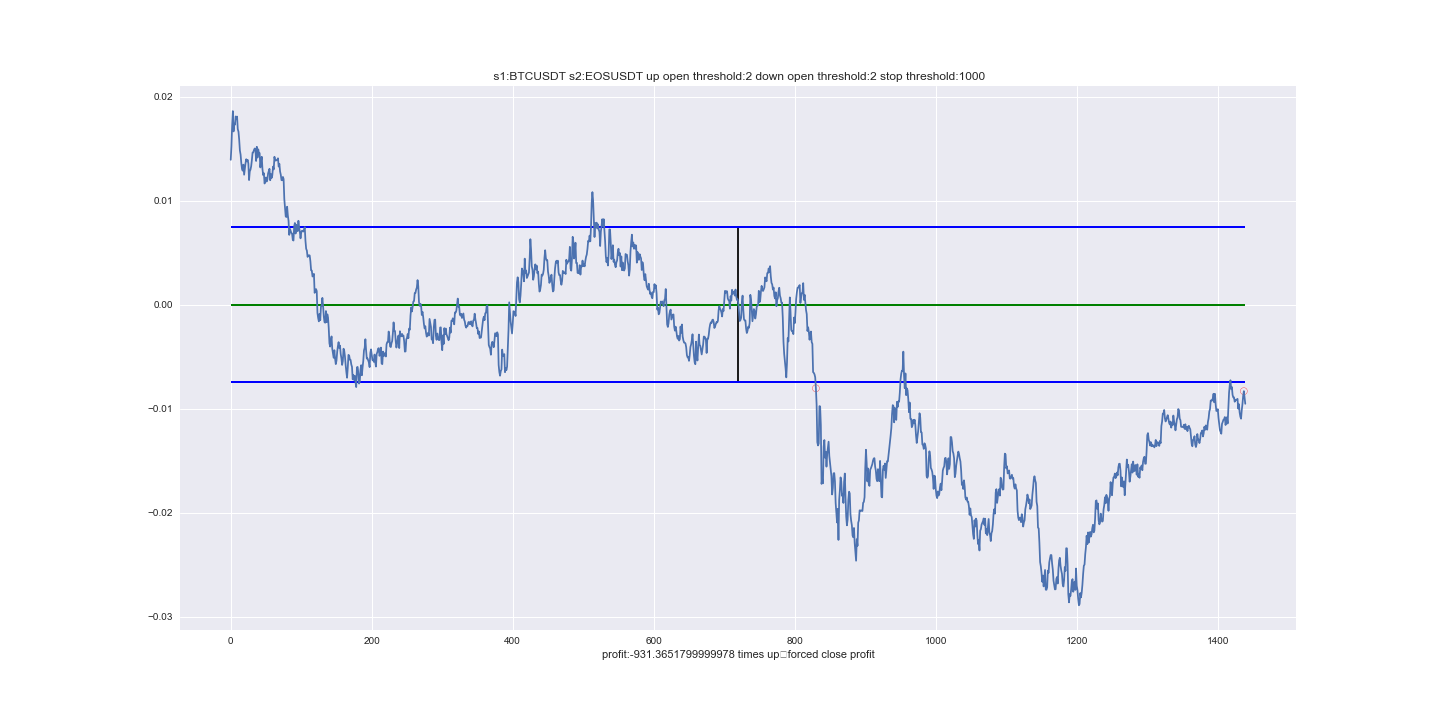 s1:BTCUSDT s2:EOSUSDT up open threshold:2 down open threshold:2 stop threshold:1000
0.02
0.01
0.00
−0.01
−0.02
−0.03
0 200 400 600 800 1000 1200 1400
profit:-931.3651799999978 times up□forced close profit